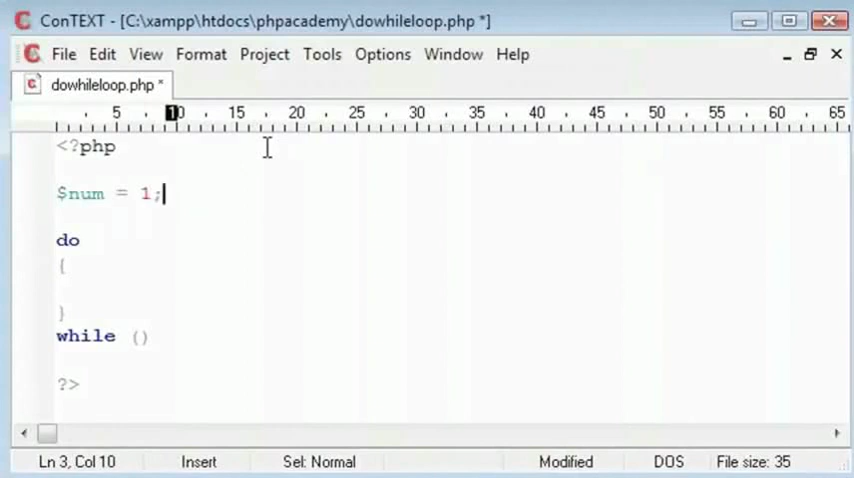 ConTEXT - [C:\xampp\htdocs\phpacademy\dowhileloop.php *]
File Edit View Format Project Tools Options Window Help
dowhileloop.php *
5 10 15 20 25 30 35 40 45 50 55 60 65
<?php
$num = 1;
do
{
}
while ()
?>
Ln 3, Col 10 Insert Sel: Normal Modified DOS File size: 35